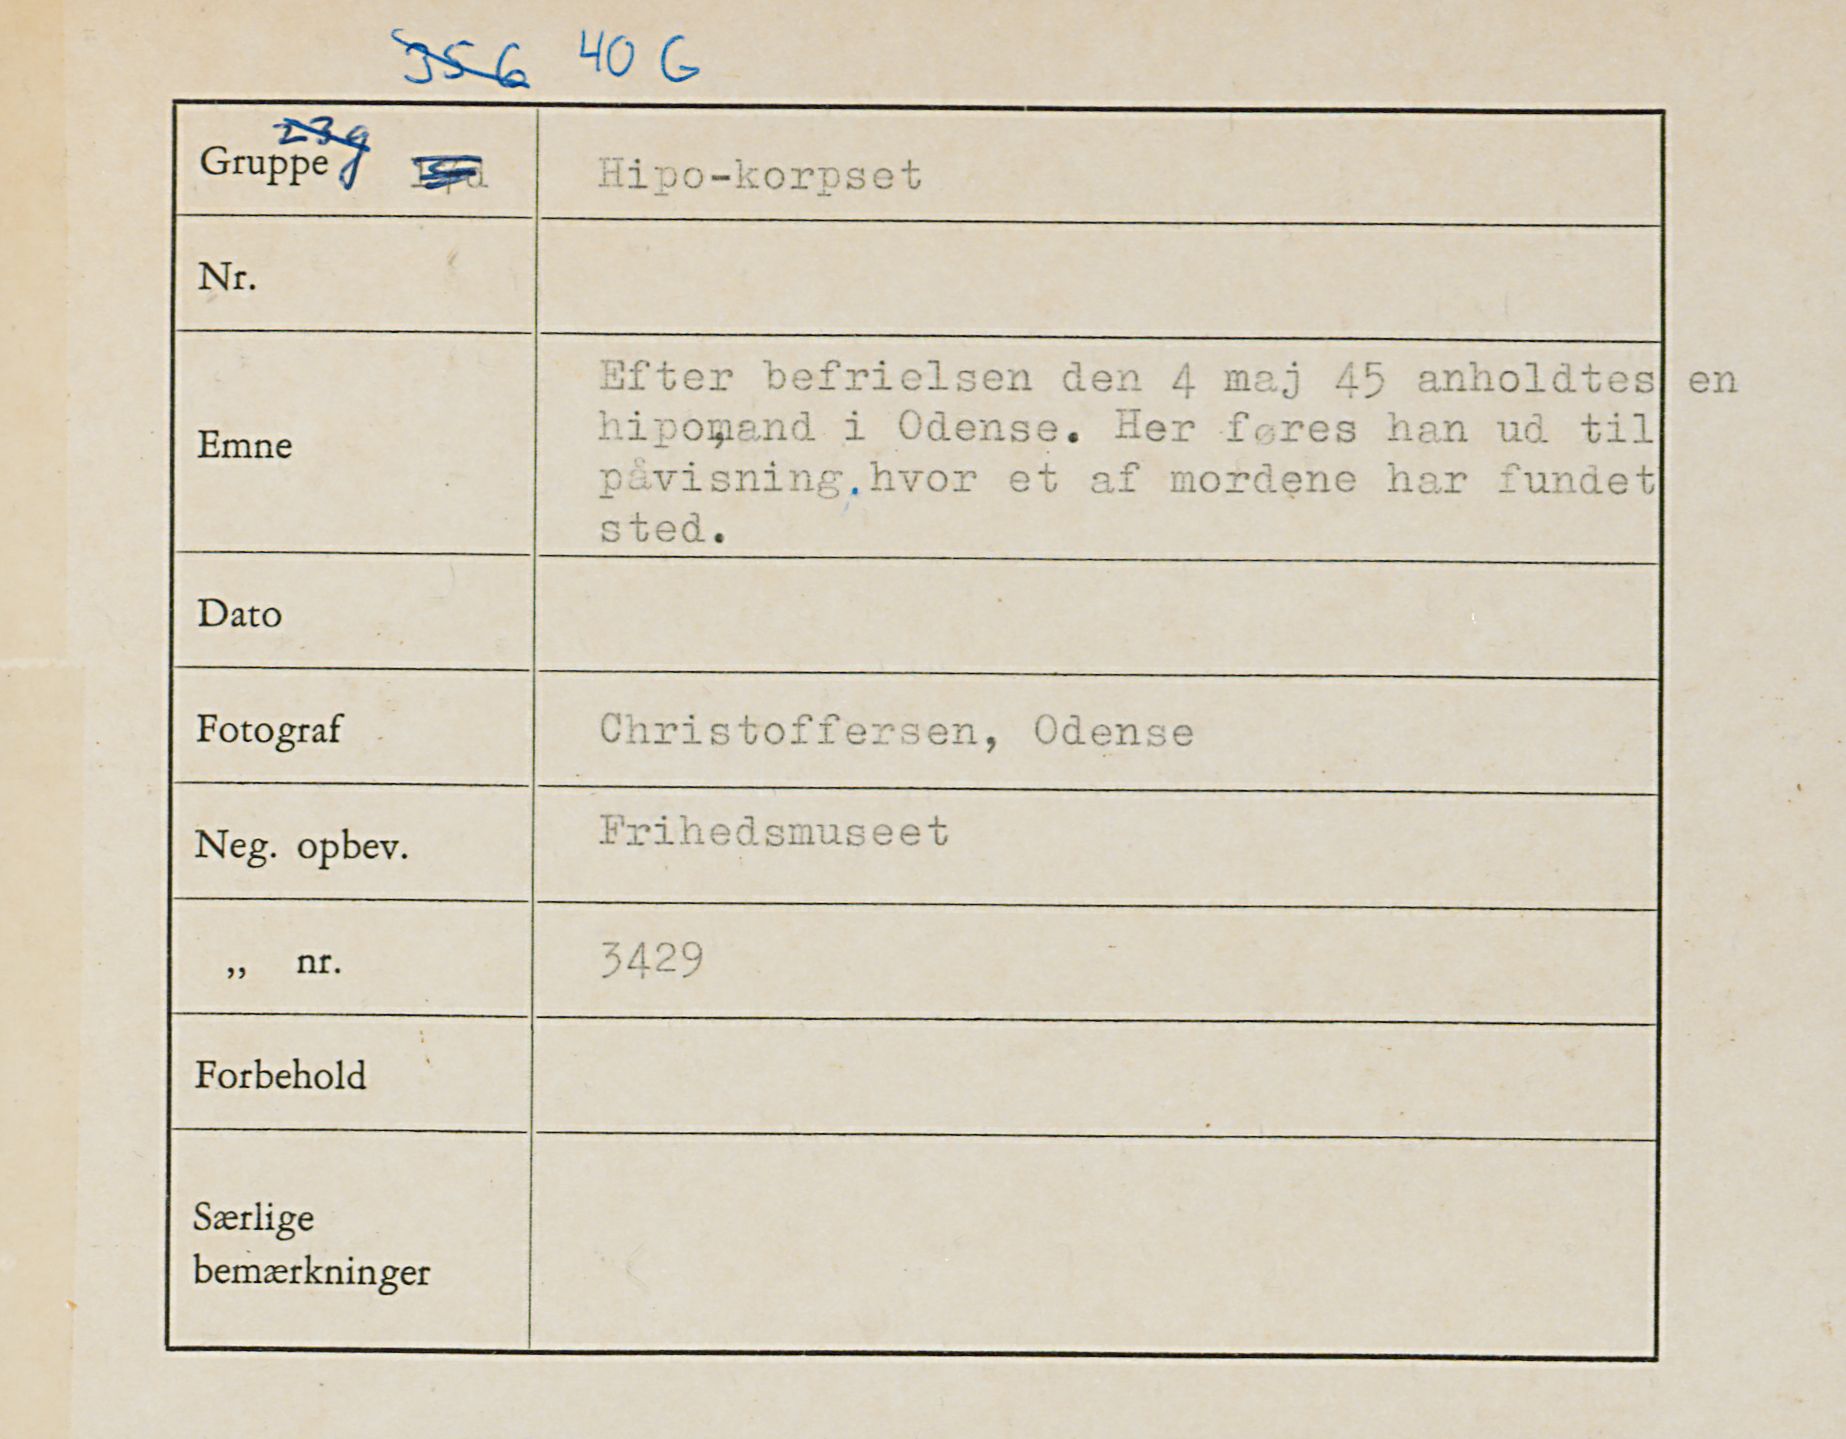 35 G 40 G
23g
Gruppe Hipo-korpset
Nr.
Emne
Efter befrielsen den 4 maj 45 anholdtes en
hipomand i Odense. Her føres han ud til
påvisning, hvor et af mordene har fundet
sted.
Dato
Fotograf Christoffersen, Odense
Neg. opbev. Frihedsmuseet
„ nr. 3429
Forbehold
Særlige
bemærkninger